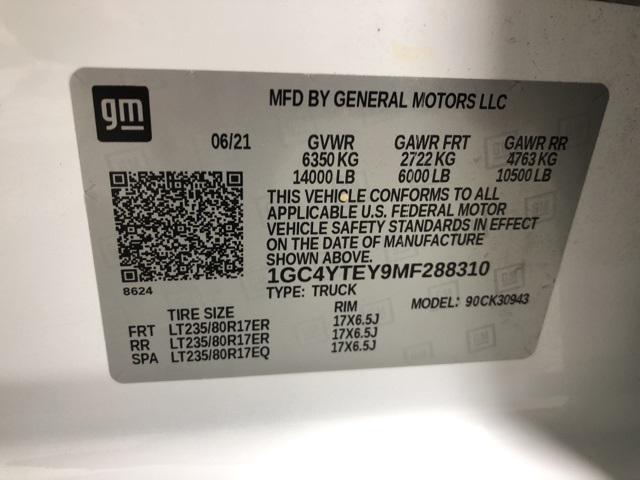 gm
MFD BY GENERAL MOTORS LLC
06/21 GVWR GAWR FRT GAWR RR
6350 KG 2722 KG 4763 KG
14000 LB 6000 LB 10500 LB
THIS VEHICLE CONFORMS TO ALL
APPLICABLE U.S. FEDERAL MOTOR
VEHICLE SAFETY STANDARDS IN EFFECT
ON THE DATE OF MANUFACTURE
SHOWN ABOVE.
1GC4YTEY9MF288310
8624
TYPE: TRUCK MODEL: 90CK30943
TIRE SIZE RIM
FRT LT235/80R17ER 17X6.5J
RR LT235/80R17ER 17X6.5J
SPA LT235/80R17EQ 17X6.5J